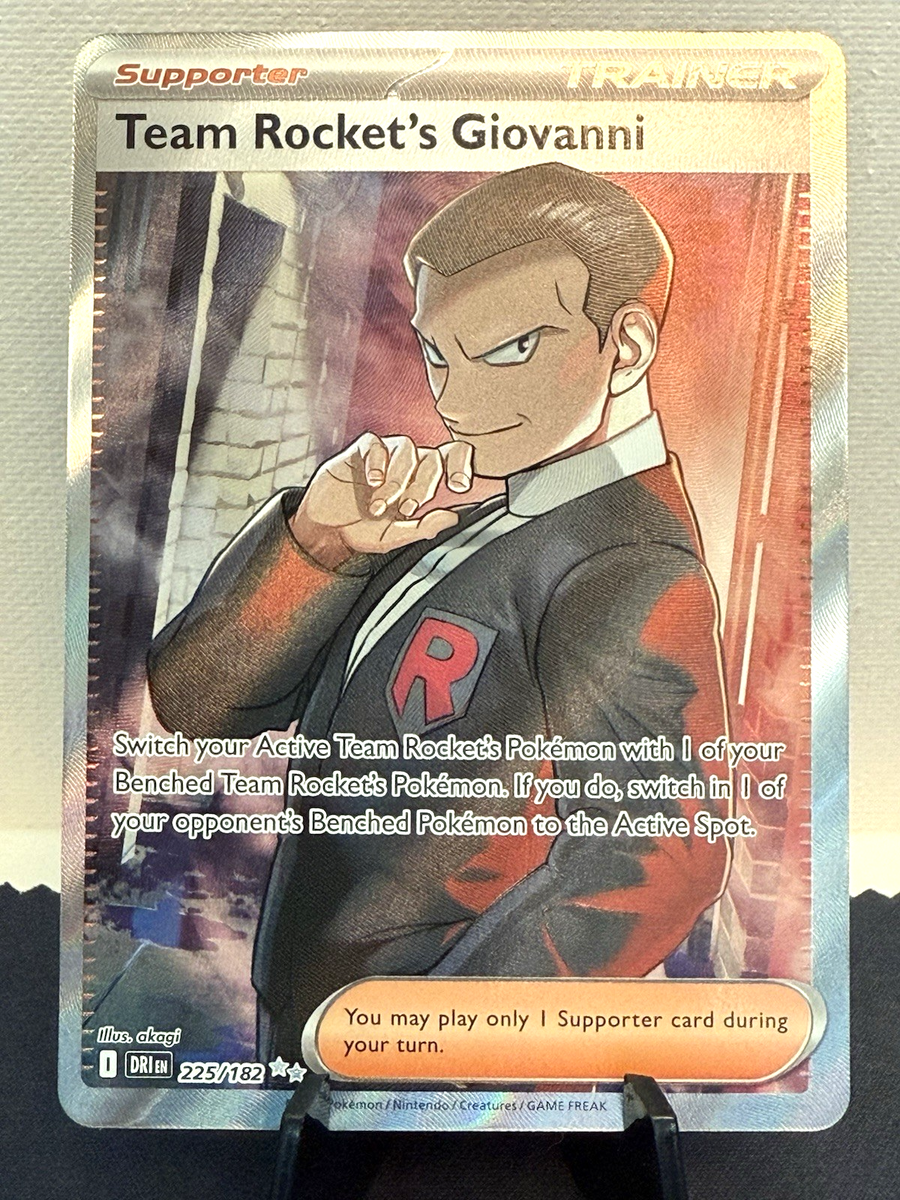 Supporter TRAINER
Team Rocket's Giovanni
R
Switch your Active Team Rocket's Pokémon with 1 of your
Benched Team Rocket's Pokémon. If you do, switch in 1 of
your opponent's Benched Pokémon to the Active Spot.
You may play only 1 Supporter card during
your turn.
Illus. akagi
I DRI EN 225/182
Pokémon / Nintendo / Creatures / GAME FREAK